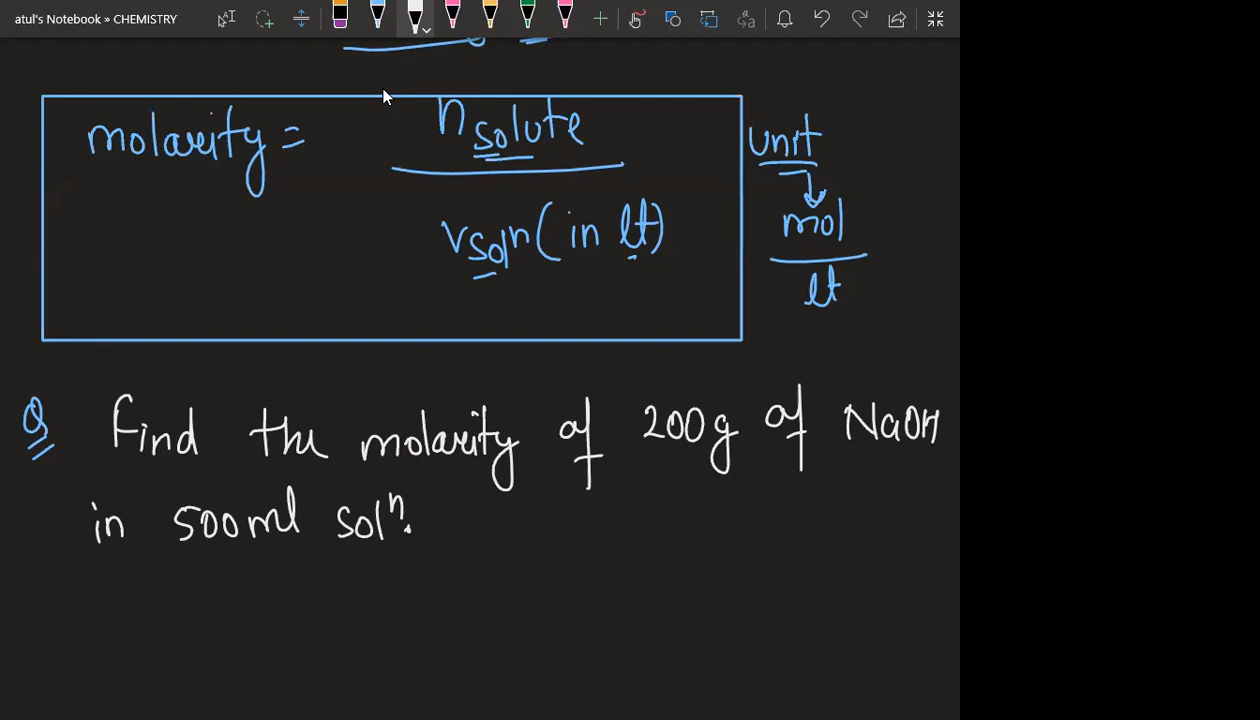 atul's Notebook » CHEMISTRY
molarity = n solute / v solⁿ (in lt)
unit
mol / lt
Q Find the molarity of 200g of NaOH
in 500ml solⁿ.